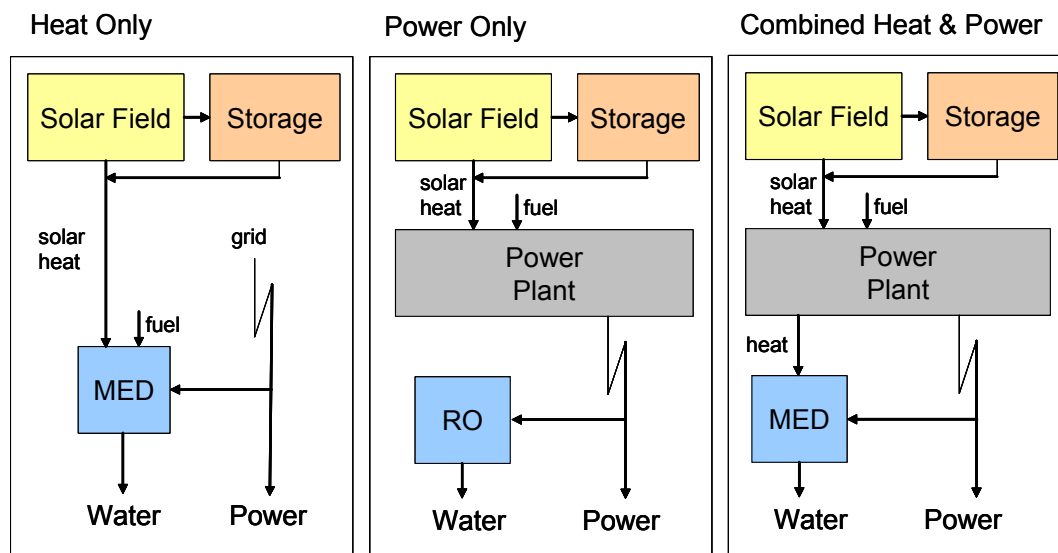 Heat Only
Solar Field
Storage
solar
heat
grid
fuel
MED
Water
Power
Power Only
Solar Field
Storage
solar
heat
fuel
Power
Plant
RO
Water
Power
Combined Heat & Power
Solar Field
Storage
solar
heat
fuel
Power
Plant
heat
MED
Water
Power